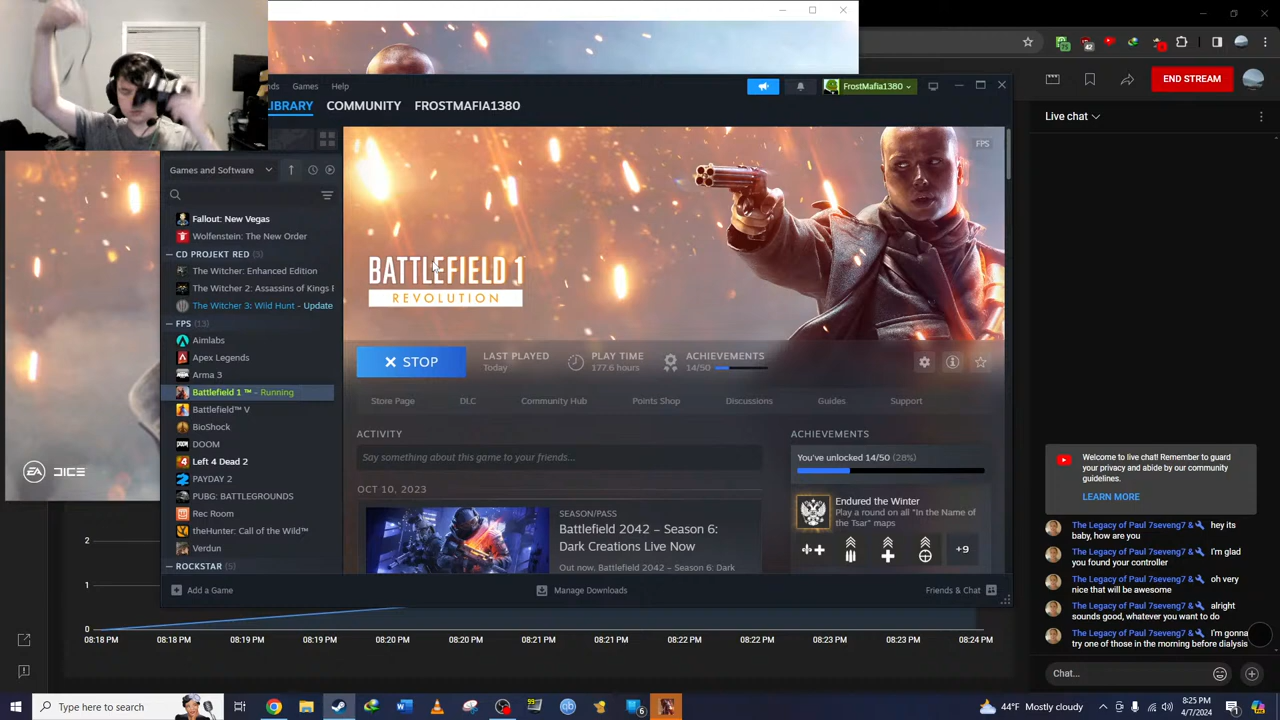 nds Games Help
FrostMafia1380
LIBRARY COMMUNITY FROSTMAFIA1380
END STREAM
Live chat
Games and Software
Fallout: New Vegas
Wolfenstein: The New Order
— CD PROJEKT RED (3)
The Witcher: Enhanced Edition
The Witcher 2: Assassins of Kings
The Witcher 3: Wild Hunt - Update
— FPS (13)
Aimlabs
Apex Legends
Arma 3
Battlefield 1 ™ - Running
Battlefield™ V
BioShock
DOOM
Left 4 Dead 2
PAYDAY 2
PUBG: BATTLEGROUNDS
Rec Room
theHunter: Call of the Wild™
Verdun
— ROCKSTAR (5)
EA DICE
FPS
BATTLEFIELD 1
REVOLUTION
STOP
LAST PLAYED
Today
PLAY TIME
177.6 hours
ACHIEVEMENTS
14/50
Store Page DLC Community Hub Points Shop Discussions Guides Support
ACTIVITY
Say something about this game to your friends...
OCT 10, 2023
SEASON/PASS
Battlefield 2042 – Season 6:
Dark Creations Live Now
Out now, Battlefield 2042 – Season 6: Dark
ACHIEVEMENTS
You've unlocked 14/50 (28%)
Endured the Winter
Play a round on all "In the Name of
the Tsar" maps
+9
Add a Game
Manage Downloads
Friends & Chat
Welcome to live chat! Remember to guard
your privacy and abide by our community
guidelines.
LEARN MORE
The Legacy of Paul 7seveng7 & hey its
baby, how are you
The Legacy of Paul 7seveng7 & I'm glad
you found your controller
The Legacy of Paul 7seveng7 & oh very
nice that will be awesome
The Legacy of Paul 7seveng7 & alright
sounds good, whatever you want to do
The Legacy of Paul 7seveng7 & I'm gonna
try one of those in the morning before dialysis
Chat...
2
1
0
08:18 PM 08:18 PM 08:19 PM 08:19 PM 08:20 PM 08:20 PM 08:21 PM 08:21 PM 08:22 PM 08:22 PM 08:23 PM 08:23 PM 08:24 PM
Type here to search
44°F Mostly cloudy
8:25 PM
4/7/2024